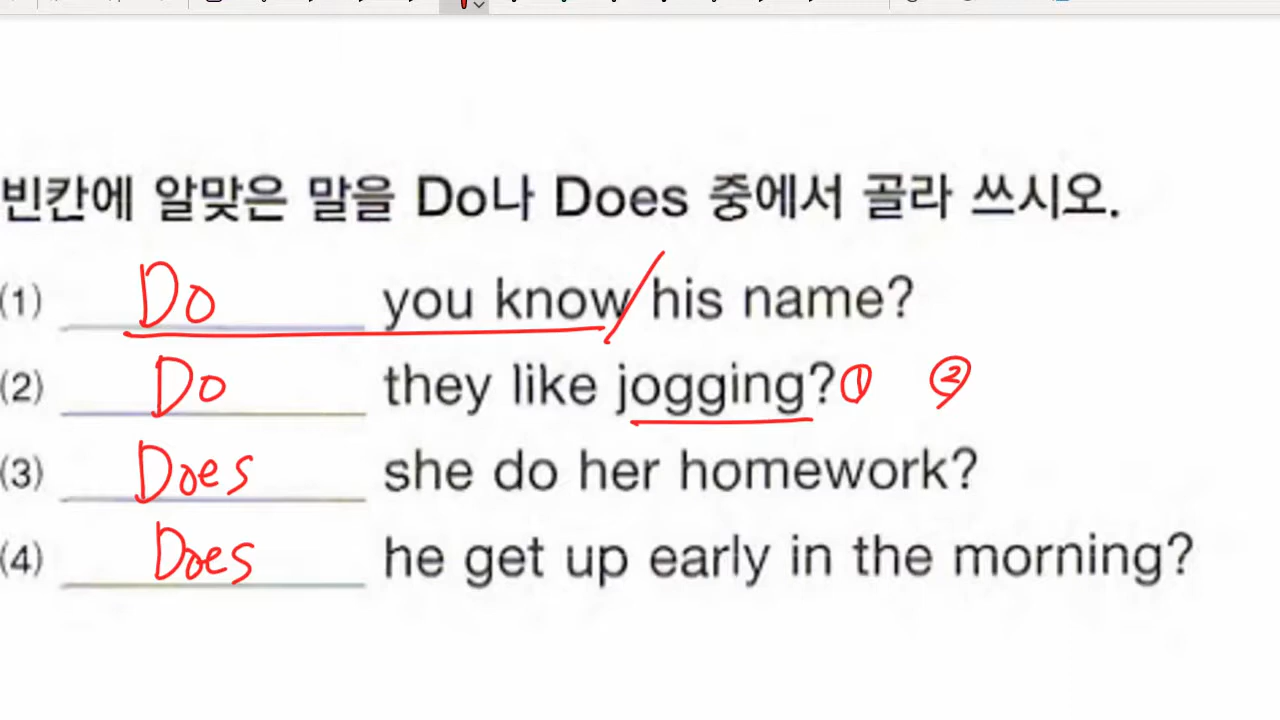 빈칸에 알맞은 말을 Do나 Does 중에서 골라 쓰시오.
(1) Do you know / his name?
(2) Do they like jogging? ① ②
(3) Does she do her homework?
(4) Does he get up early in the morning?